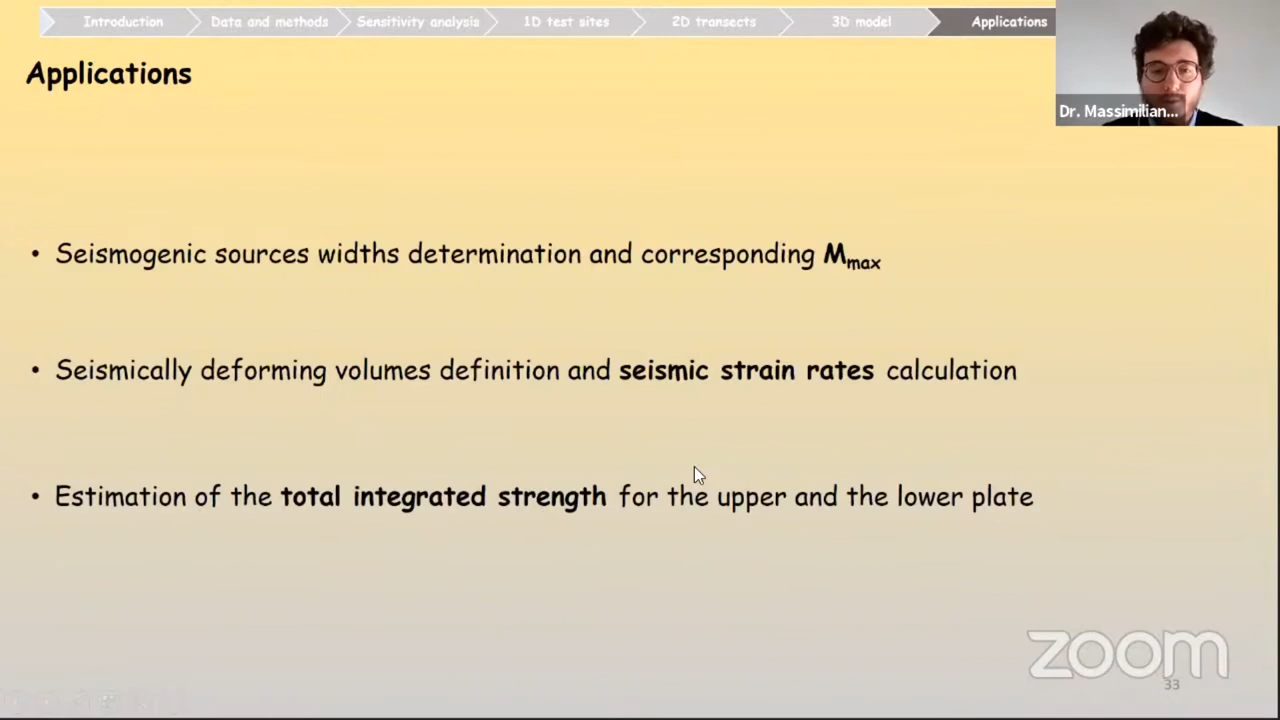 Introduction
Data and methods
Sensitivity analysis
1D test sites
2D transects
3D model
Applications
Dr. Massimilian...
Applications
• Seismogenic sources widths determination and corresponding Mmax
• Seismically deforming volumes definition and seismic strain rates calculation
• Estimation of the total integrated strength for the upper and the lower plate
zoom
33